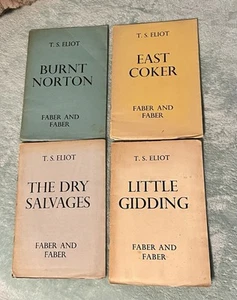 T. S. ELIOT
BURNT
NORTON
FABER AND
FABER
T. S. ELIOT
EAST
COKER
FABER AND
FABER
T. S. ELIOT
THE DRY
SALVAGES
FABER AND
FABER
T. S. ELIOT
LITTLE
GIDDING
FABER AND
FABER